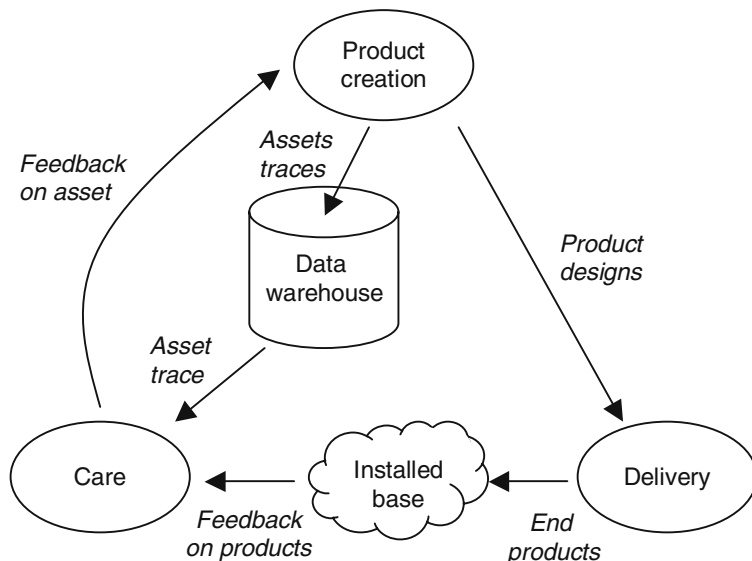 Product
creation
Assets
traces
Feedback
on asset
Data
warehouse
Product
designs
Asset
trace
Care
Installed
base
Delivery
Feedback
on products
End
products